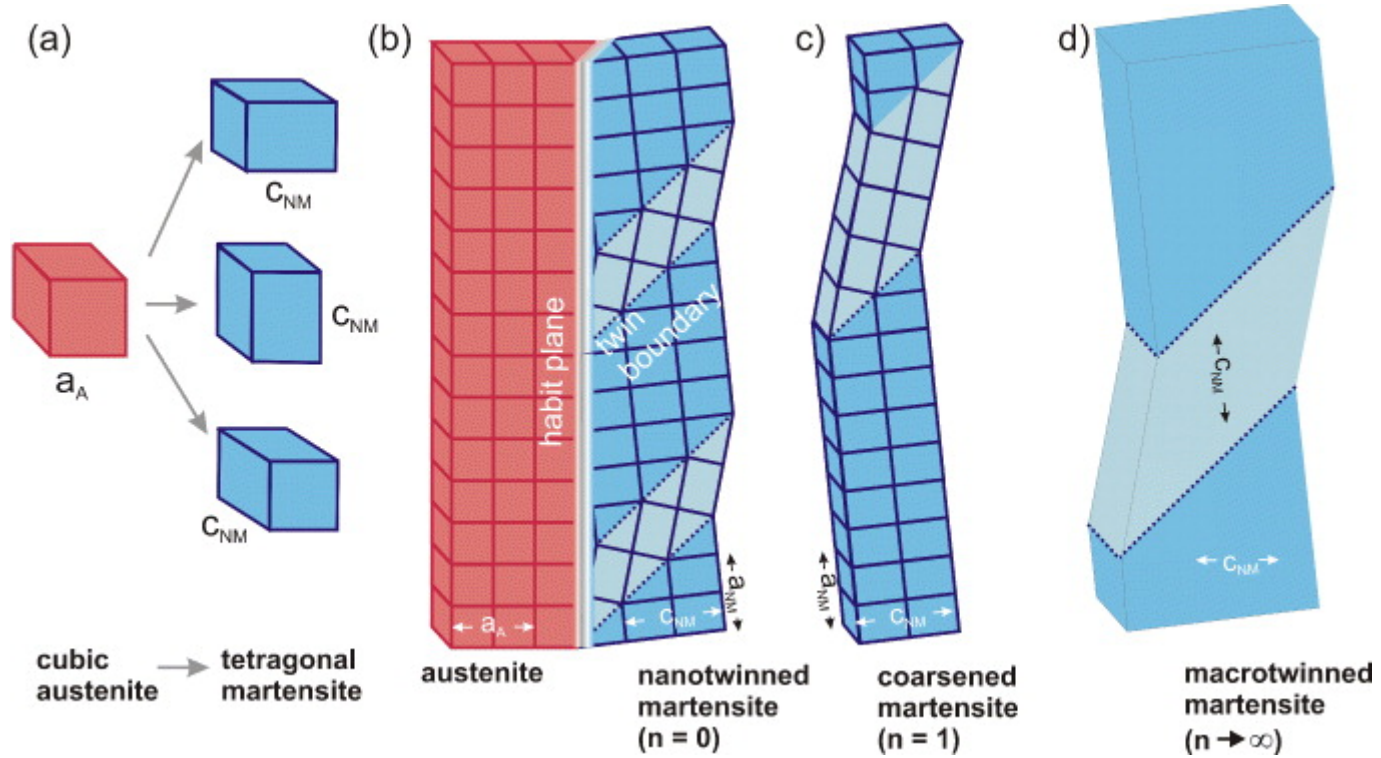 (a)
c_NM
a_A
c_NM
c_NM
cubic
austenite
tetragonal
martensite
(b)
habit plane
twin
boundary
a_A
c_NM
a_NM
austenite
nanotwinned
martensite
(n = 0)
c)
a_NM
c_NM
coarsened
martensite
(n = 1)
d)
c_NM
c_NM
macrotwinned
martensite
(n → ∞)